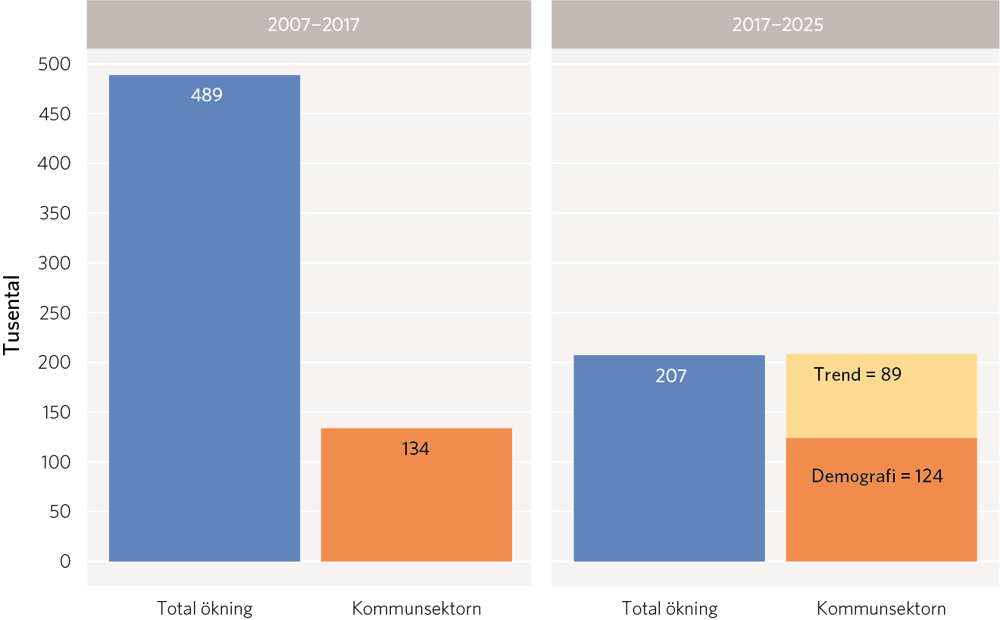 2007–2017
2017–2025
Tusental
500
450
400
350
300
250
200
150
100
50
0
489
134
207
Trend = 89
Demografi = 124
Total ökning
Kommunsektorn
Total ökning
Kommunsektorn